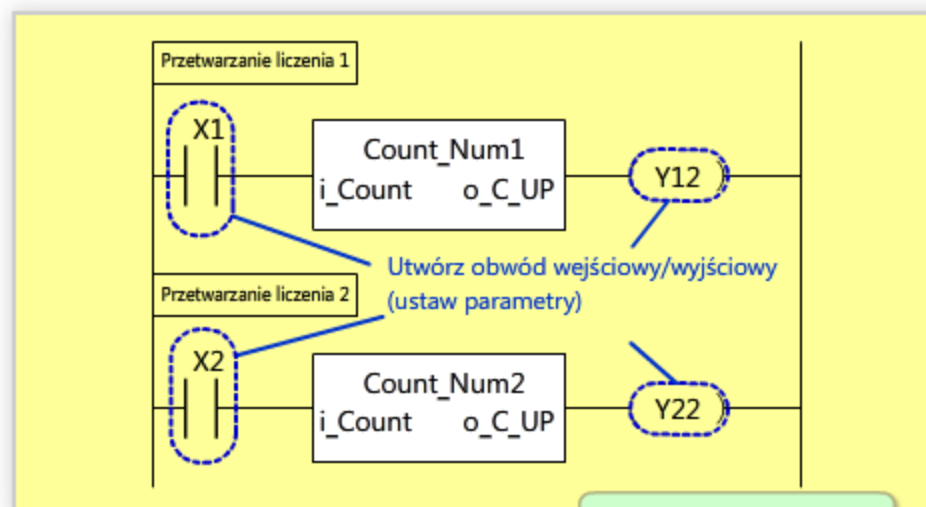 Przetwarzanie liczenia 1
X1
Count_Num1
i_Count o_C_UP
Y12
Utwórz obwód wejściowy/wyjściowy
(ustaw parametry)
Przetwarzanie liczenia 2
X2
Count_Num2
i_Count o_C_UP
Y22